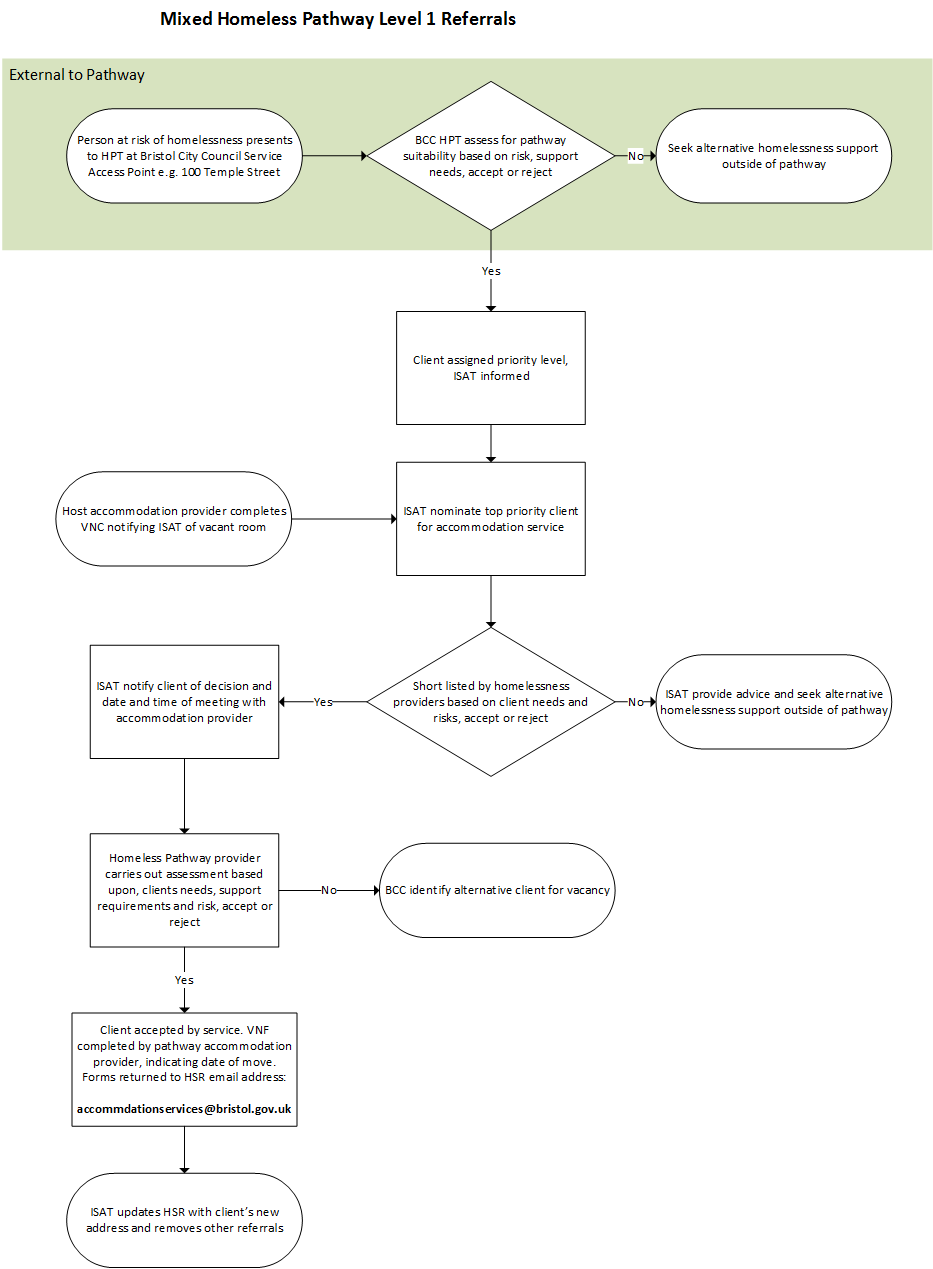 Mixed Homeless Pathway Level 1 Referrals
External to Pathway
Person at risk of homelessness presents
to HPT at Bristol City Council Service
Access Point e.g. 100 Temple Street
BCC HPT assess for pathway
suitability based on risk, support
needs, accept or reject
No
Seek alternative homelessness support
outside of pathway
Yes
Client assigned priority level,
ISAT informed
Host accommodation provider completes
VNC notifying ISAT of vacant room
ISAT nominate top priority client
for accommodation service
ISAT notify client of decision and
date and time of meeting with
accommodation provider
Yes
Short listed by homelessness
providers based on client needs and
risks, accept or reject
No
ISAT provide advice and seek alternative
homelessness support outside of pathway
Homeless Pathway provider
carries out assessment based
upon, clients needs, support
requirements and risk, accept or
reject
No
BCC identify alternative client for vacancy
Yes
Client accepted by service. VNF
completed by pathway accommodation
provider, indicating date of move.
Forms returned to HSR email address:
accommdationservices@bristol.gov.uk
ISAT updates HSR with client's new
address and removes other referrals